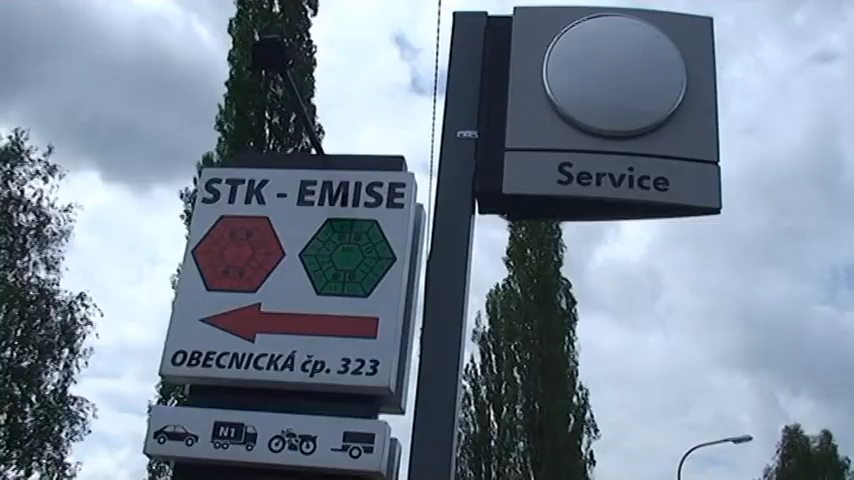 STK - EMISE
OBECNICKÁ čp. 323
N1
Service